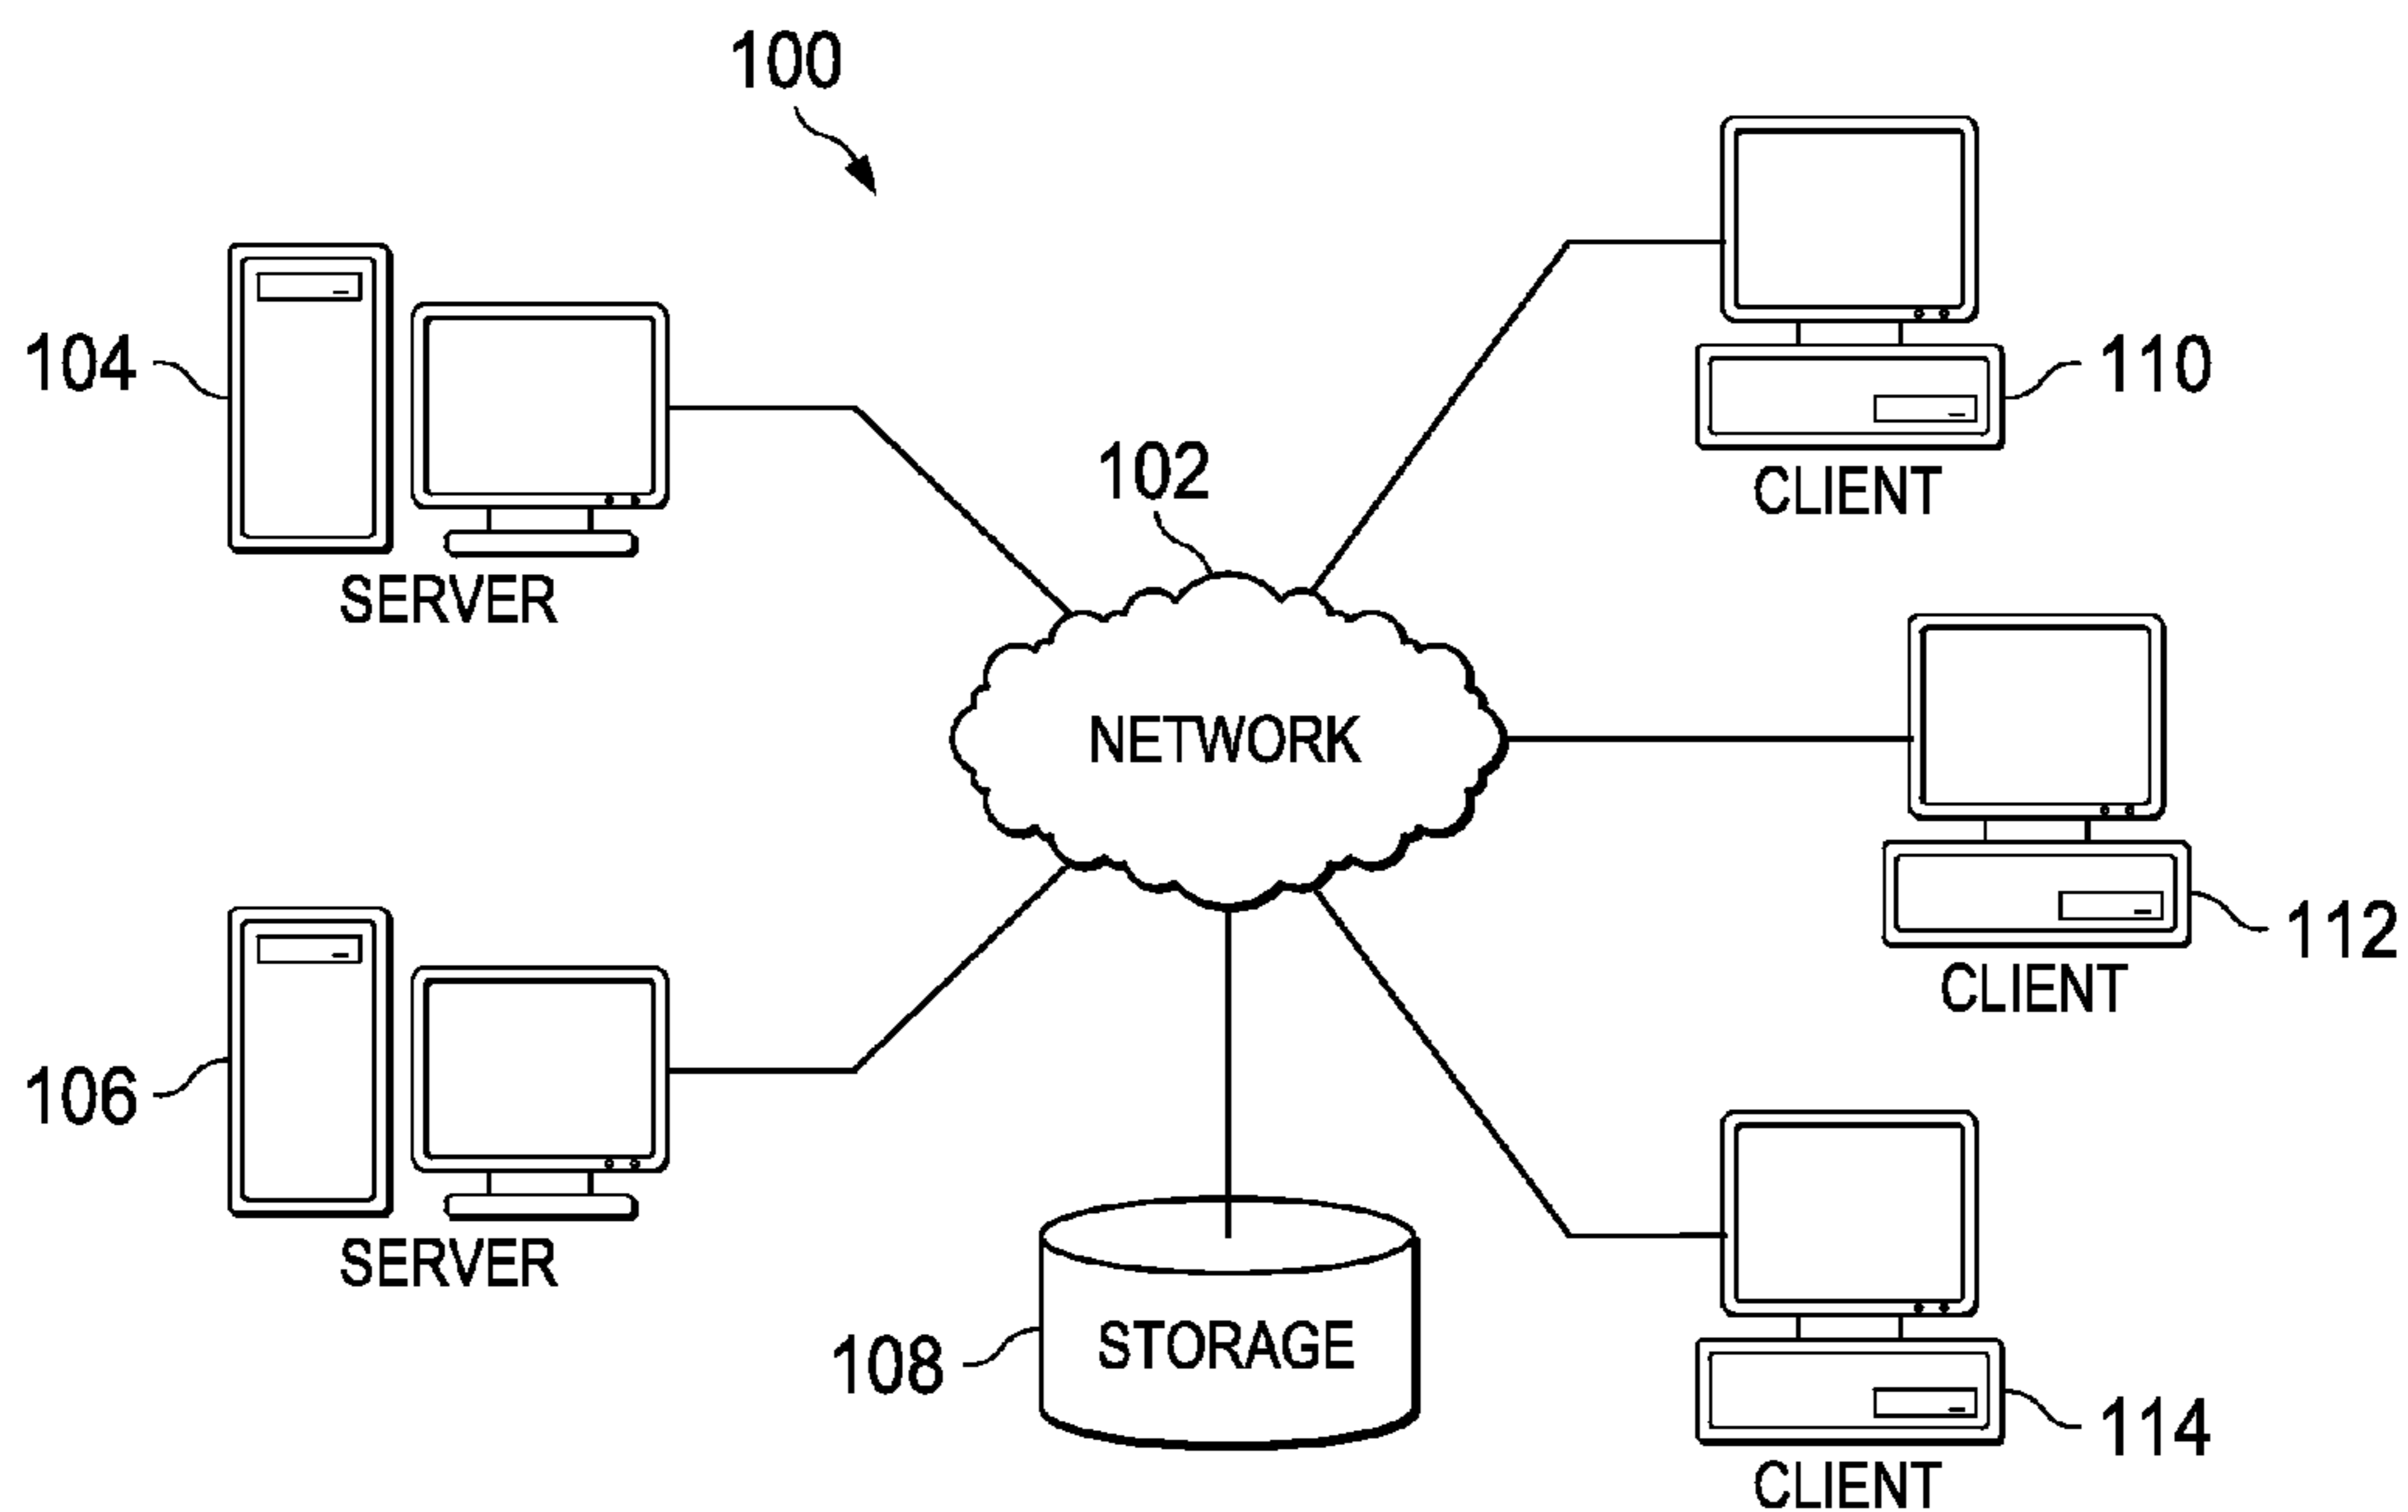 100
104
SERVER
102
110
CLIENT
NETWORK
112
CLIENT
106
SERVER
108
STORAGE
114
CLIENT